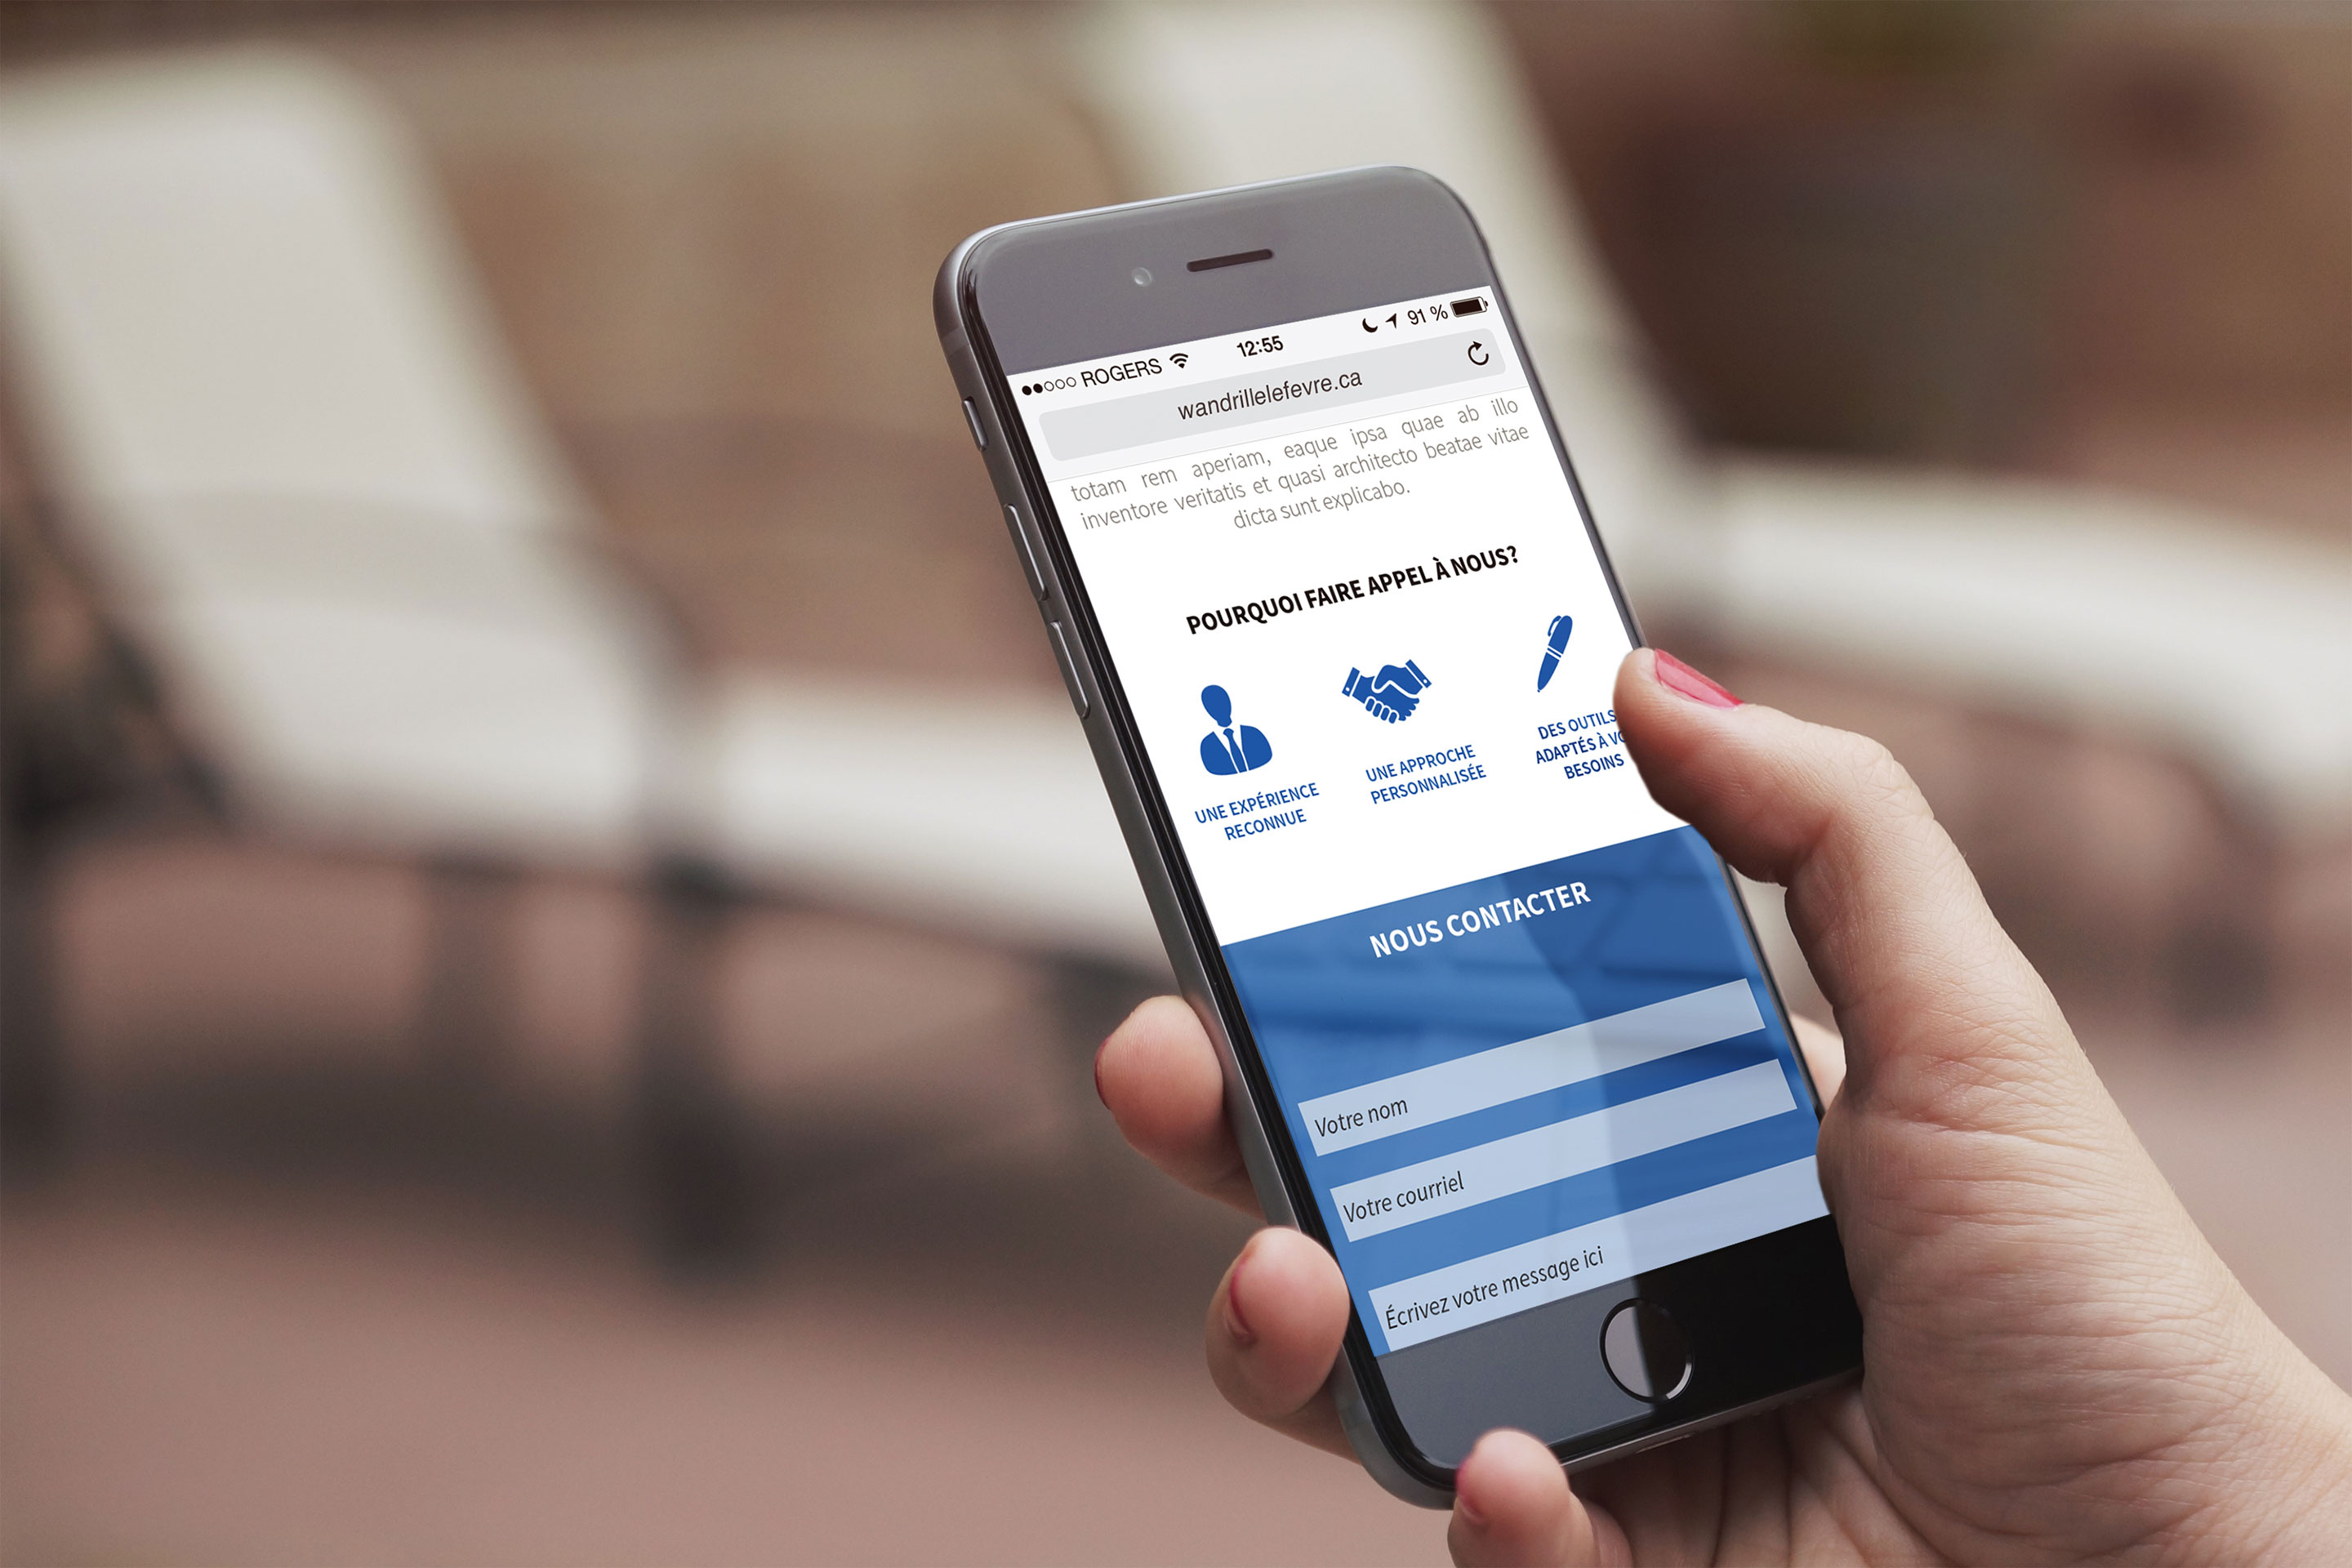 ROGERS 12:55 91 %
wandrillelefevre.ca
totam rem aperiam, eaque ipsa quae ab illo
inventore veritatis et quasi architecto beatae vitae
dicta sunt explicabo.
POURQUOI FAIRE APPEL À NOUS?
UNE EXPÉRIENCE
RECONNUE
UNE APPROCHE
PERSONNALISÉE
DES OUTILS
ADAPTÉS À
BESOINS
NOUS CONTACTER
Votre nom
Votre courriel
Écrivez votre message ici